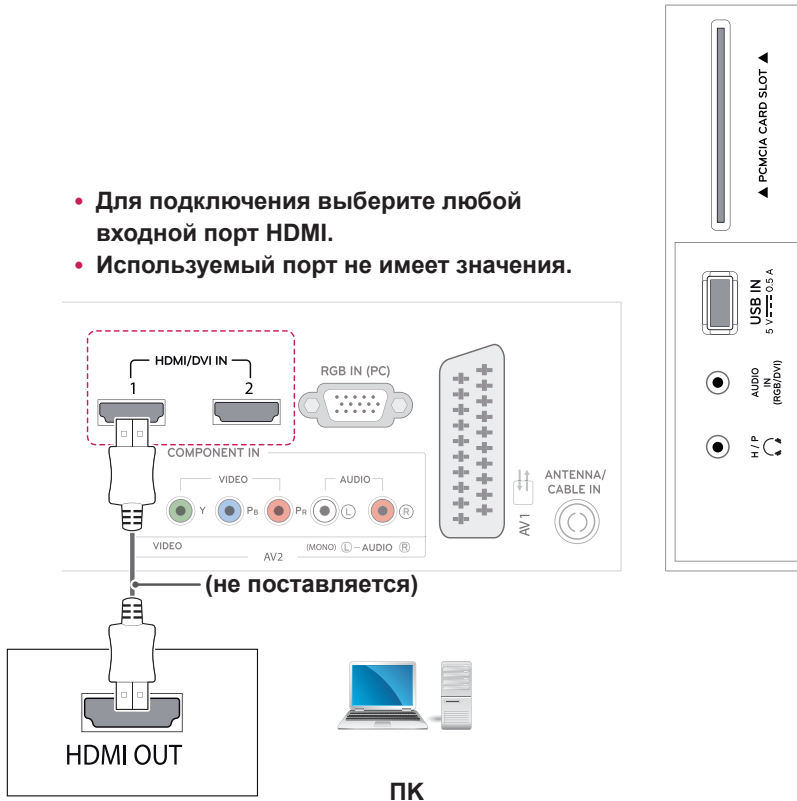 • Для подключения выберите любой
входной порт HDMI.
• Используемый порт не имеет значения.
HDMI/DVI IN
1
2
RGB IN (PC)
COMPONENT IN
VIDEO
AUDIO
Y
PB
PR
L
R
VIDEO
AV2
(MONO) L – AUDIO R
AV1
ANTENNA/
CABLE IN
(не поставляется)
HDMI OUT
ПК
▲ PCMCIA CARD SLOT ▲
USB IN
5 V 0.5 A
AUDIO
IN
(RGB/DVI)
H/P